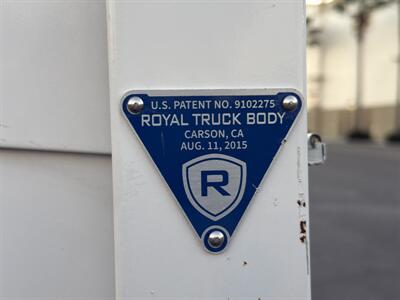 U.S. PATENT NO. 9102275
ROYAL TRUCK BODY
CARSON, CA
AUG. 11, 2015
R